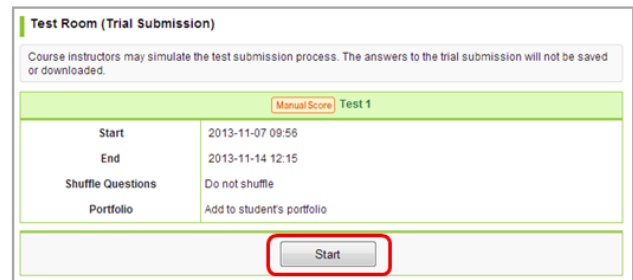 Test Room (Trial Submission)
Course instructors may simulate the test submission process. The answers to the trial submission will not be saved
or downloaded.
Manual Score Test 1
Start 2013-11-07 09:56
End 2013-11-14 12:15
Shuffle Questions Do not shuffle
Portfolio Add to student's portfolio
Start